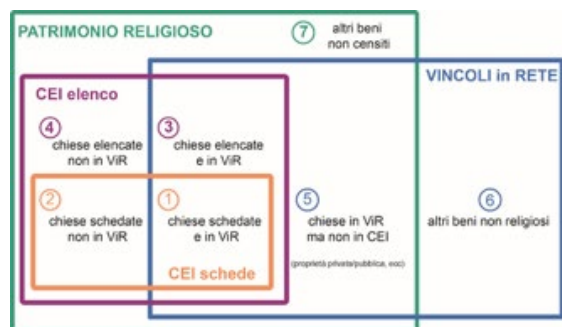 PATRIMONIO RELIGIOSO
7
altri beni
non censiti
VINCOLI in RETE
CEI elenco
4
chiese elencate
non in ViR
3
chiese elencate
e in ViR
2
chiese schedate
non in ViR
1
chiese schedate
e in ViR
5
chiese in ViR
ma non in CEI
(proprietà privata/pubblica, ecc)
6
altri beni non religiosi
CEI schede